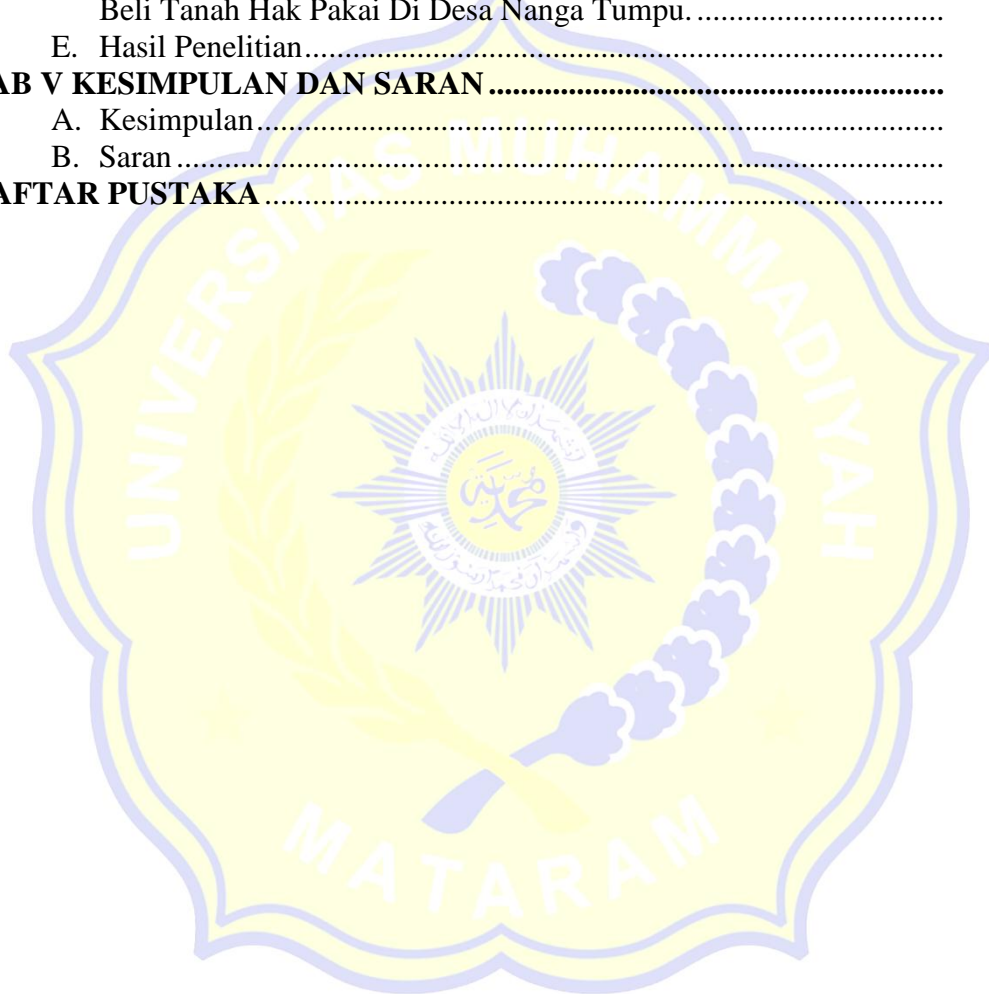 Beli Tanah Hak Pakai Di Desa Nanga Tumpu. ................................
E. Hasil Penelitian..................................................................................
AB V KESIMPULAN DAN SARAN ..........................................................
A. Kesimpulan........................................................................................
B. Saran ..................................................................................................
AFTAR PUSTAKA .......................................................................................
UNIVERSITAS MUHAMMADIYAH
MATARAM